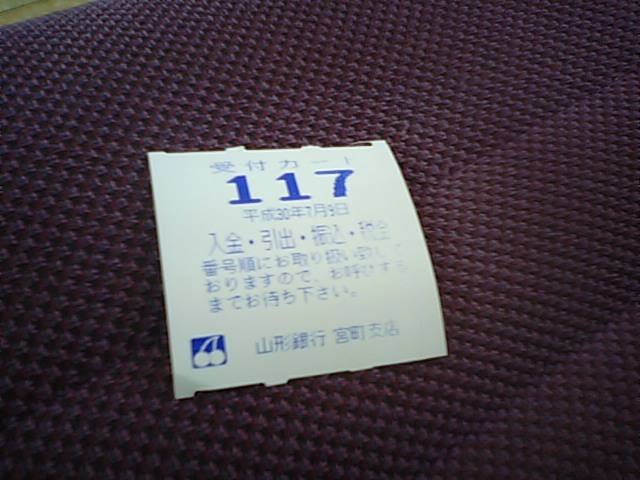 受付カード
117
平成30年7月9日
入金・引出・振込・税金
番号順にお取り扱い致して
おりますので、お呼びする
までお待ち下さい。
山形銀行 宮町支店